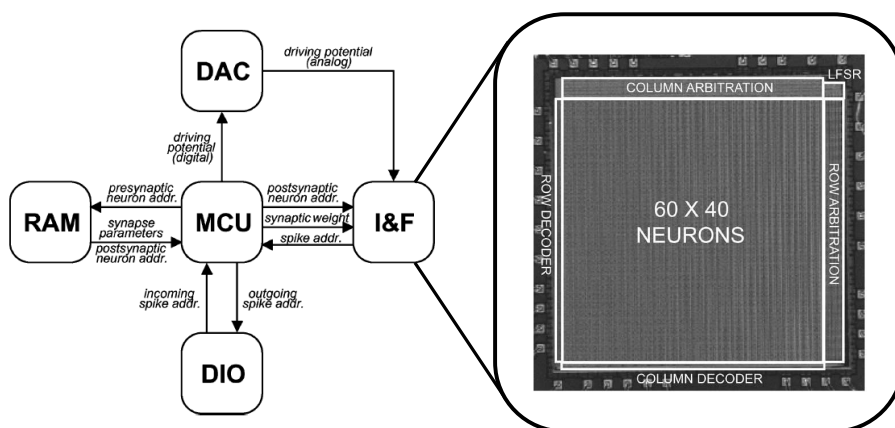 DAC
driving potential
(analog)
driving
potential
(digital)
presynaptic
neuron addr.
RAM
synapse
parameters
postsynaptic
neuron addr.
MCU
postsynaptic
neuron addr.
synaptic weight
spike addr.
I&F
incoming
spike addr.
outgoing
spike addr.
DIO
LFSR
COLUMN ARBITRATION
ROW DECODER
60 X 40
NEURONS
ROW ARBITRATION
COLUMN DECODER